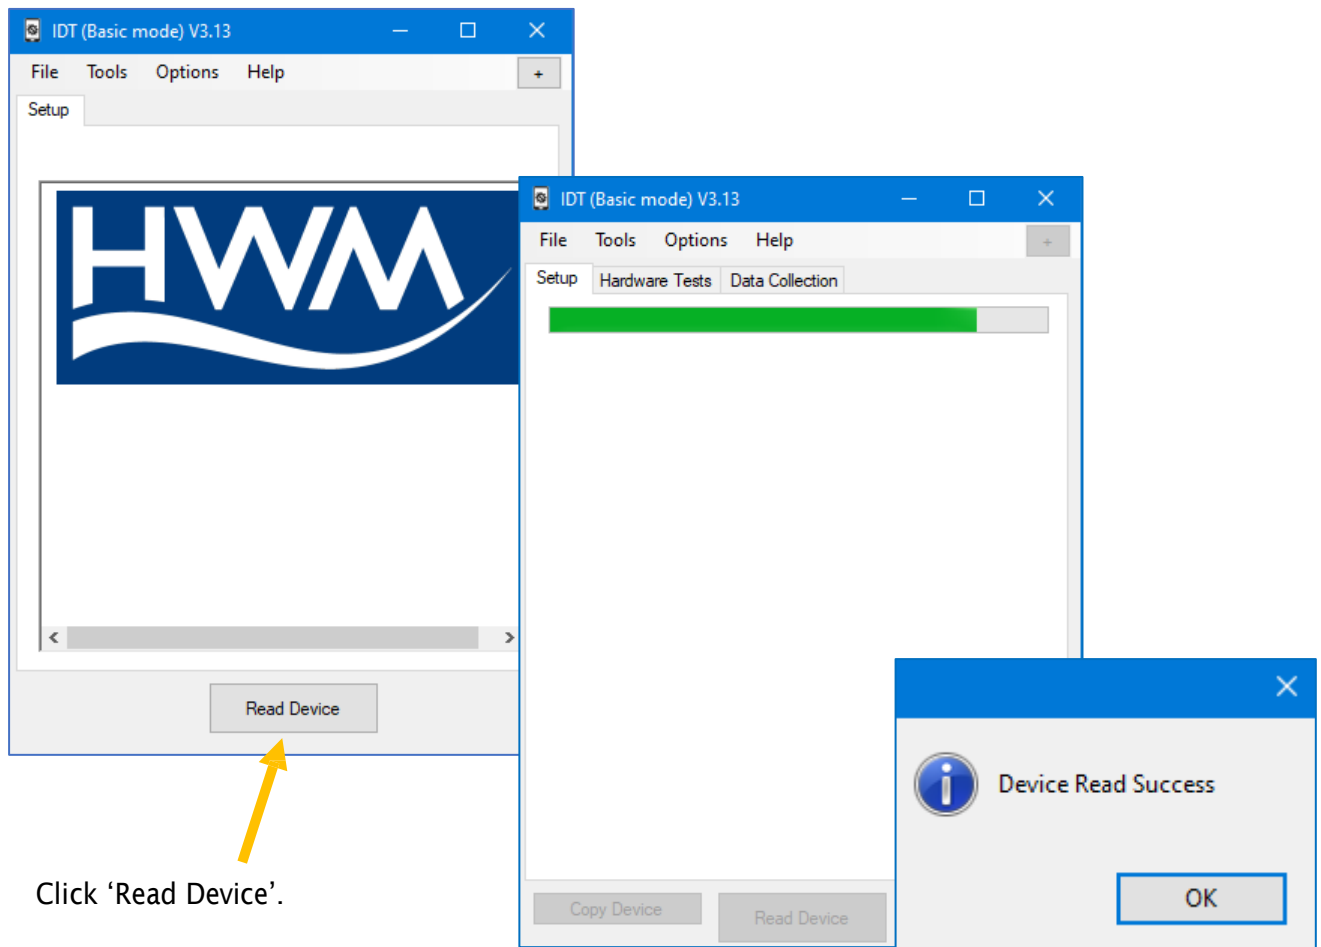 IDT (Basic mode) V3.13
File Tools Options Help +
Setup
HWM
Read Device
Click ‘Read Device’.
IDT (Basic mode) V3.13
File Tools Options Help +
Setup Hardware Tests Data Collection
Copy Device Read Device
Device Read Success
OK